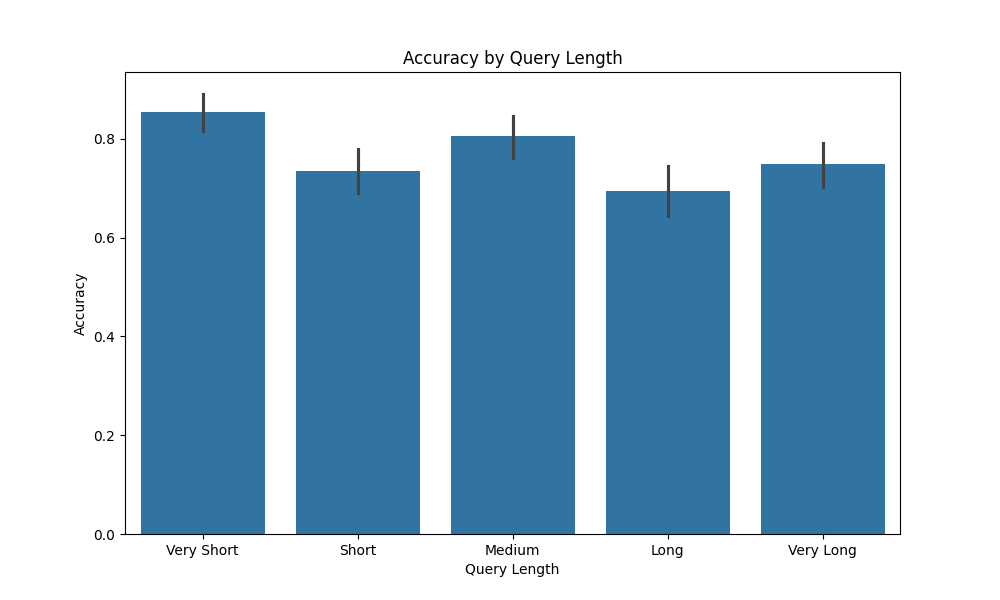 Accuracy by Query Length
0.8
0.6
0.4
0.2
0.0
Accuracy
Very Short
Short
Medium
Long
Very Long
Query Length